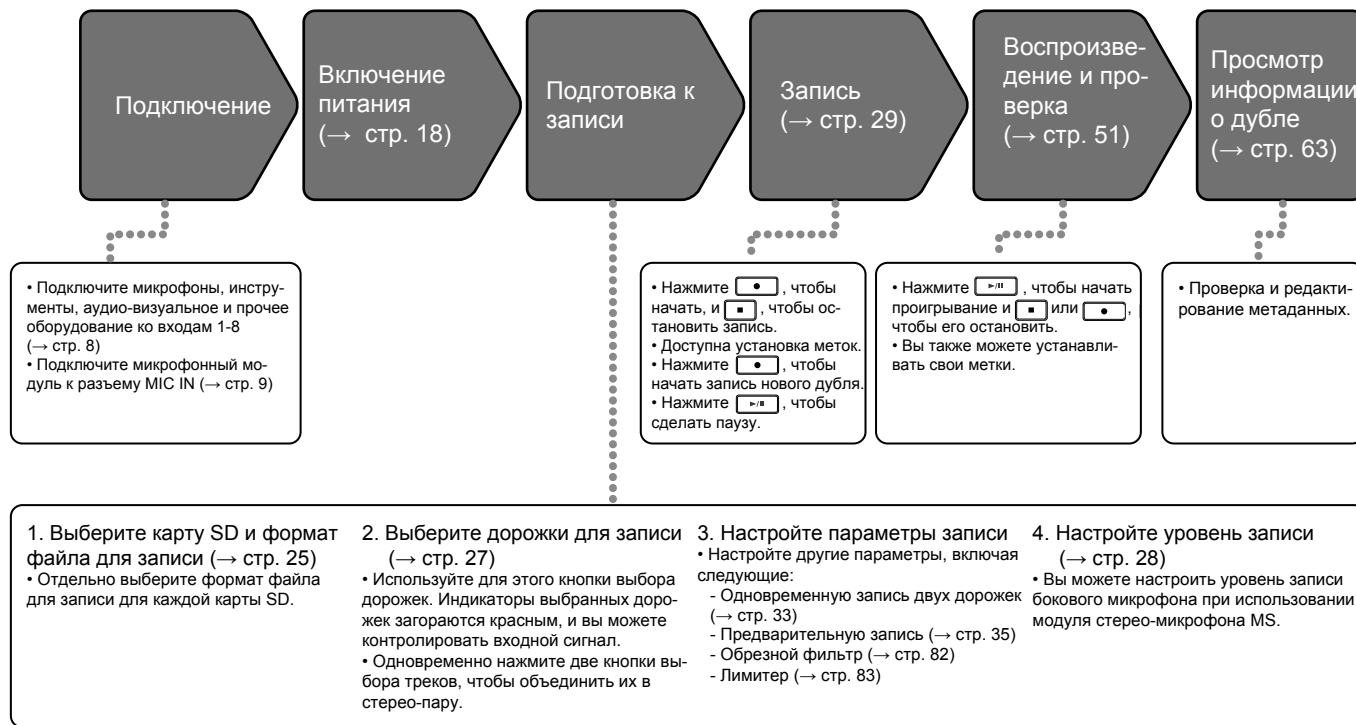 Подключение
Включение
питания
(→ стр. 18)
Подготовка к
записи
Запись
(→ стр. 29)
Воспроизве-
дение и про-
верка
(→ стр. 51)
Просмотр
информации
о дубле
(→ стр. 63)
• Подключите микрофоны, инстру-
менты, аудио-визуальное и прочее
оборудование ко входам 1-8
(→ стр. 8)
• Подключите микрофонный мо-
дуль к разъему MIC IN (→ стр. 9)
• Нажмите ●, чтобы
начать, и ■, чтобы ос-
тановить запись.
• Доступна установка меток.
• Нажмите ●, чтобы
начать запись нового дубля.
• Нажмите ►/II, чтобы
сделать паузу.
• Нажмите ►/II, чтобы начать
проигрывание и ■ или ●,
чтобы его остановить.
• Вы также можете устанавли-
вать свои метки.
• Проверка и редакти-
рование метаданных.
1. Выберите карту SD и формат
файла для записи (→ стр. 25)
• Отдельно выберите формат файла
для записи для каждой карты SD.
2. Выберите дорожки для записи
(→ стр. 27)
• Используйте для этого кнопки выбора
дорожек. Индикаторы выбранных доро-
жек загораются красным, и вы можете
контролировать входной сигнал.
• Одновременно нажмите две кнопки вы-
бора треков, чтобы объединить их в
стерео-пару.
3. Настройте параметры записи
• Настройте другие параметры, включая
следующие:
- Одновременную запись двух дорожек
(→ стр. 33)
- Предварительную запись (→ стр. 35)
- Обрезной фильтр (→ стр. 82)
- Лимитер (→ стр. 83)
4. Настройте уровень записи
(→ стр. 28)
• Вы можете настроить уровень записи
бокового микрофона при использовании
модуля стерео-микрофона MS.